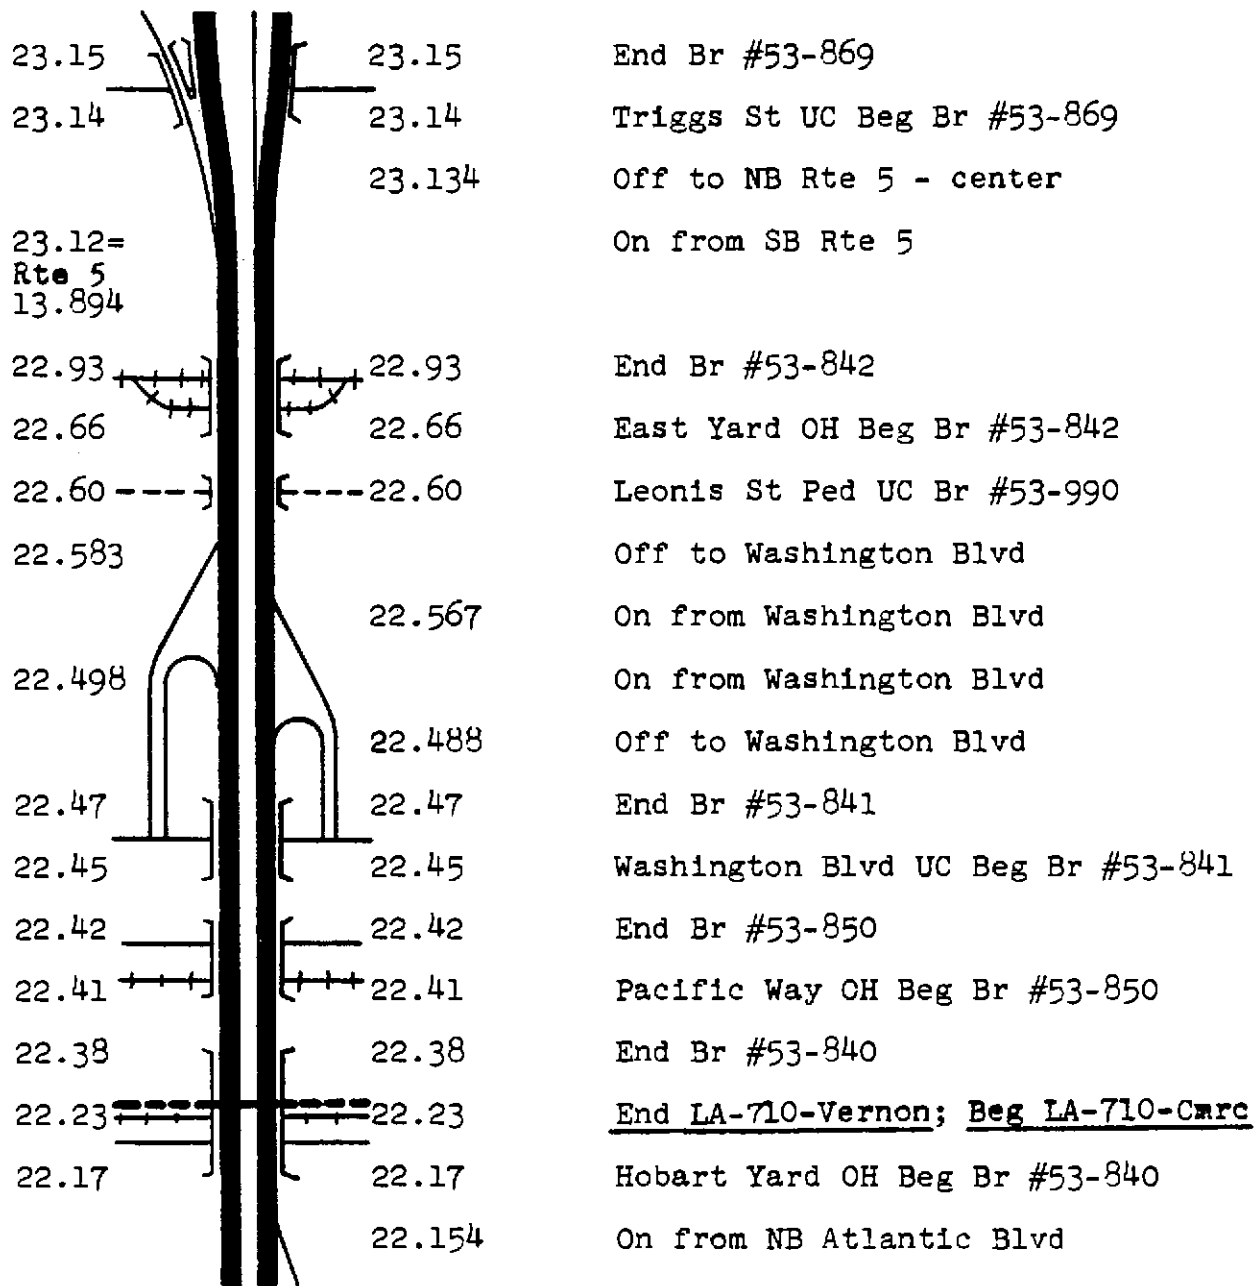 23.15 23.15 End Br #53-869
23.14 23.14 Triggs St UC Beg Br #53-869
23.134 Off to NB Rte 5 - center
23.12= On from SB Rte 5
Rte 5
13.894
22.93 22.93 End Br #53-842
22.66 22.66 East Yard OH Beg Br #53-842
22.60 22.60 Leonis St Ped UC Br #53-990
22.583 Off to Washington Blvd
22.567 On from Washington Blvd
22.498 On from Washington Blvd
22.488 Off to Washington Blvd
22.47 22.47 End Br #53-841
22.45 22.45 Washington Blvd UC Beg Br #53-841
22.42 22.42 End Br #53-850
22.41 22.41 Pacific Way OH Beg Br #53-850
22.38 22.38 End Br #53-840
22.23 22.23 End LA-710-Vernon; Beg LA-710-Cmrc
22.17 22.17 Hobart Yard OH Beg Br #53-840
22.154 On from NB Atlantic Blvd